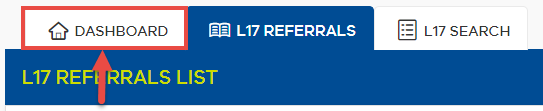 DASHBOARD L17 REFERRALS L17 SEARCH
L17 REFERRALS LIST